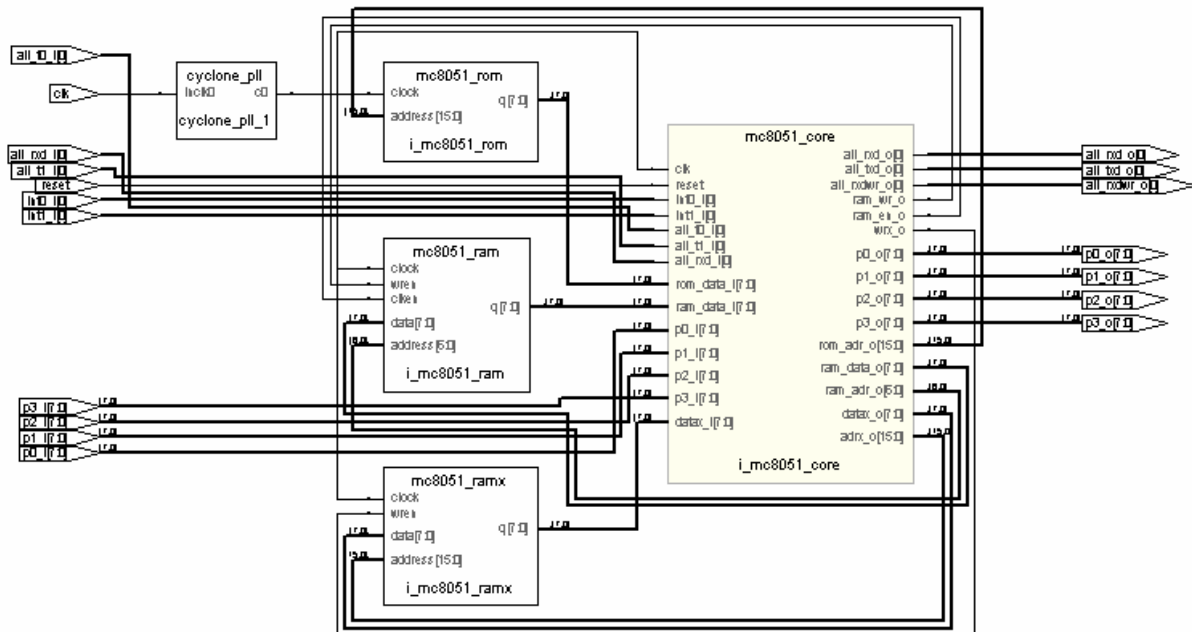 all_t0_i[0]
clk
all_rxd_i[0]
all_t1_i[0]
reset
int0_i[0]
int1_i[0]
p3_i[7:0]
p2_i[7:0]
p1_i[7:0]
p0_i[7:0]
cyclone_pll
inclk0 c0
cyclone_pll_1
mc8051_rom
clock
q[7:0]
address[15:0]
i_mc8051_rom
mc8051_ram
clock
wren
clken
q[7:0]
data[7:0]
address[6:0]
i_mc8051_ram
mc8051_ramx
clock
wren
q[7:0]
data[7:0]
address[15:0]
i_mc8051_ramx
mc8051_core
clk
reset
int0_i[0]
int1_i[0]
all_t0_i[0]
all_t1_i[0]
all_rxd_i[0]
rom_data_i[7:0]
ram_data_i[7:0]
p0_i[7:0]
p1_i[7:0]
p2_i[7:0]
p3_i[7:0]
datax_i[7:0]
all_rxd_o[0]
all_txd_o[0]
all_rxdwr_o[0]
ram_wr_o
ram_en_o
wrx_o
p0_o[7:0]
p1_o[7:0]
p2_o[7:0]
p3_o[7:0]
rom_adr_o[15:0]
ram_data_o[7:0]
ram_adr_o[6:0]
datax_o[7:0]
adrx_o[15:0]
i_mc8051_core
all_rxd_o[0]
all_txd_o[0]
all_rxdwr_o[0]
p0_o[7:0]
p1_o[7:0]
p2_o[7:0]
p3_o[7:0]